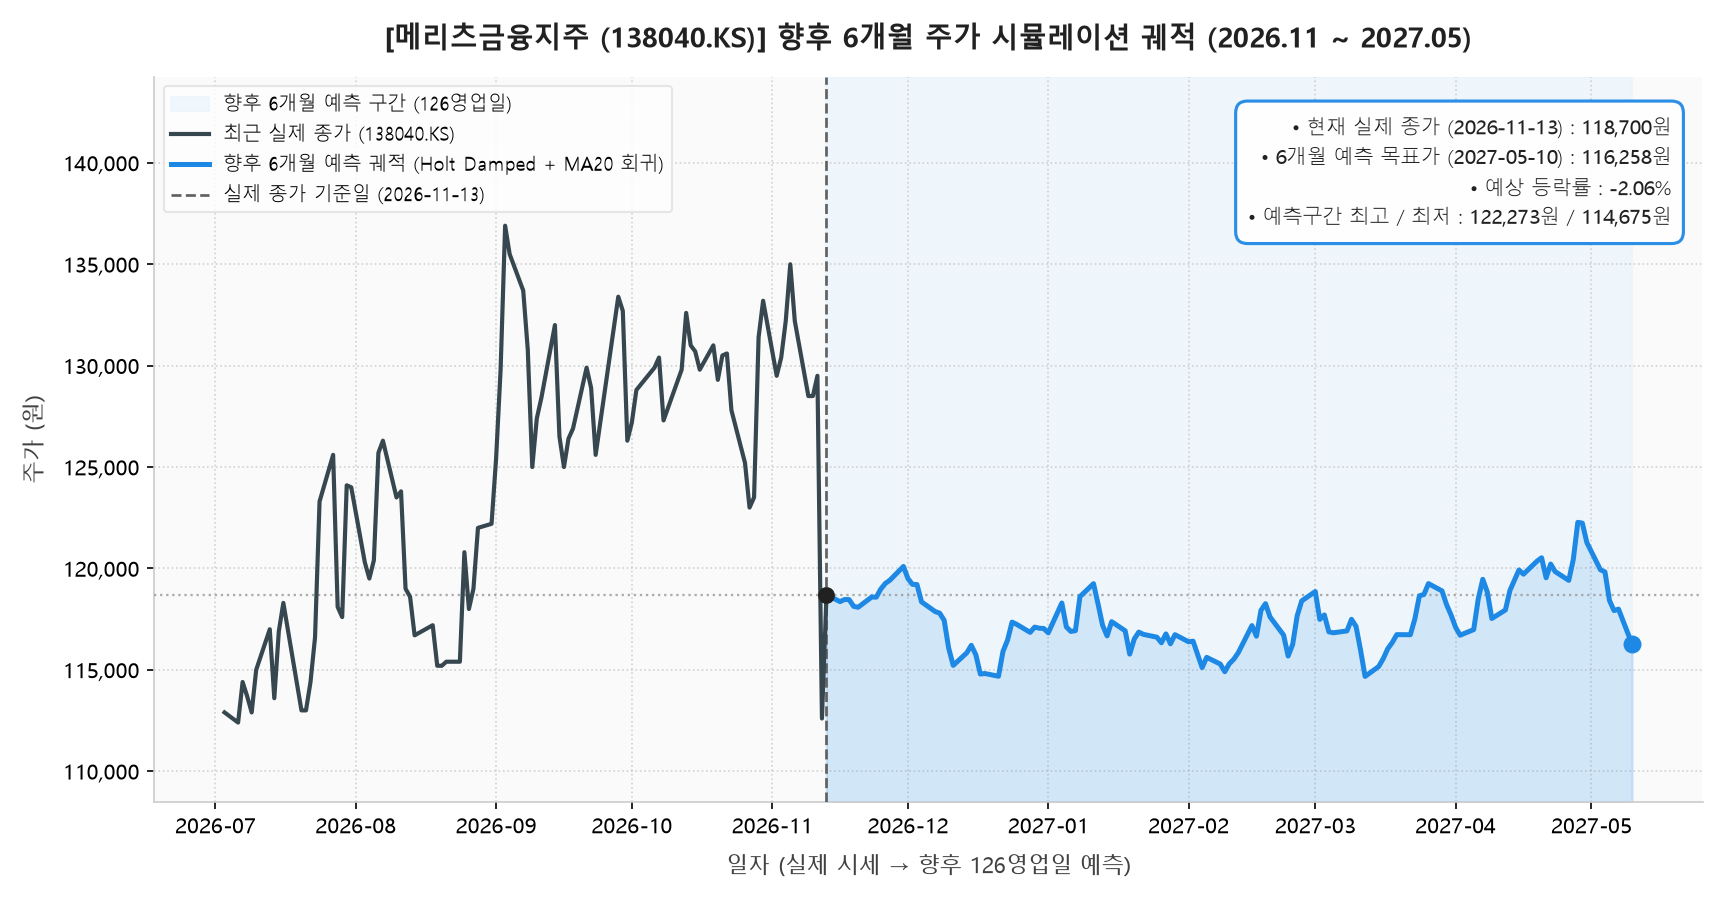 [메리츠금융지주 (138040.KS)] 향후 6개월 주가 시뮬레이션 궤적 (2026.11 ~ 2027.05)
향후 6개월 예측 구간 (126영업일)
최근 실제 종가 (138040.KS)
향후 6개월 예측 궤적 (Holt Damped + MA20 회귀)
실제 종가 기준일 (2026-11-13)
• 현재 실제 종가 (2026-11-13) : 118,700원
• 6개월 예측 목표가 (2027-05-10) : 116,258원
• 예상 등락률 : -2.06%
• 예측구간 최고 / 최저 : 122,273원 / 114,675원
주가 (원)
140,000
135,000
130,000
125,000
120,000
115,000
110,000
2026-07 2026-08 2026-09 2026-10 2026-11 2026-12 2027-01 2027-02 2027-03 2027-04 2027-05
일자 (실제 시세 → 향후 126영업일 예측)